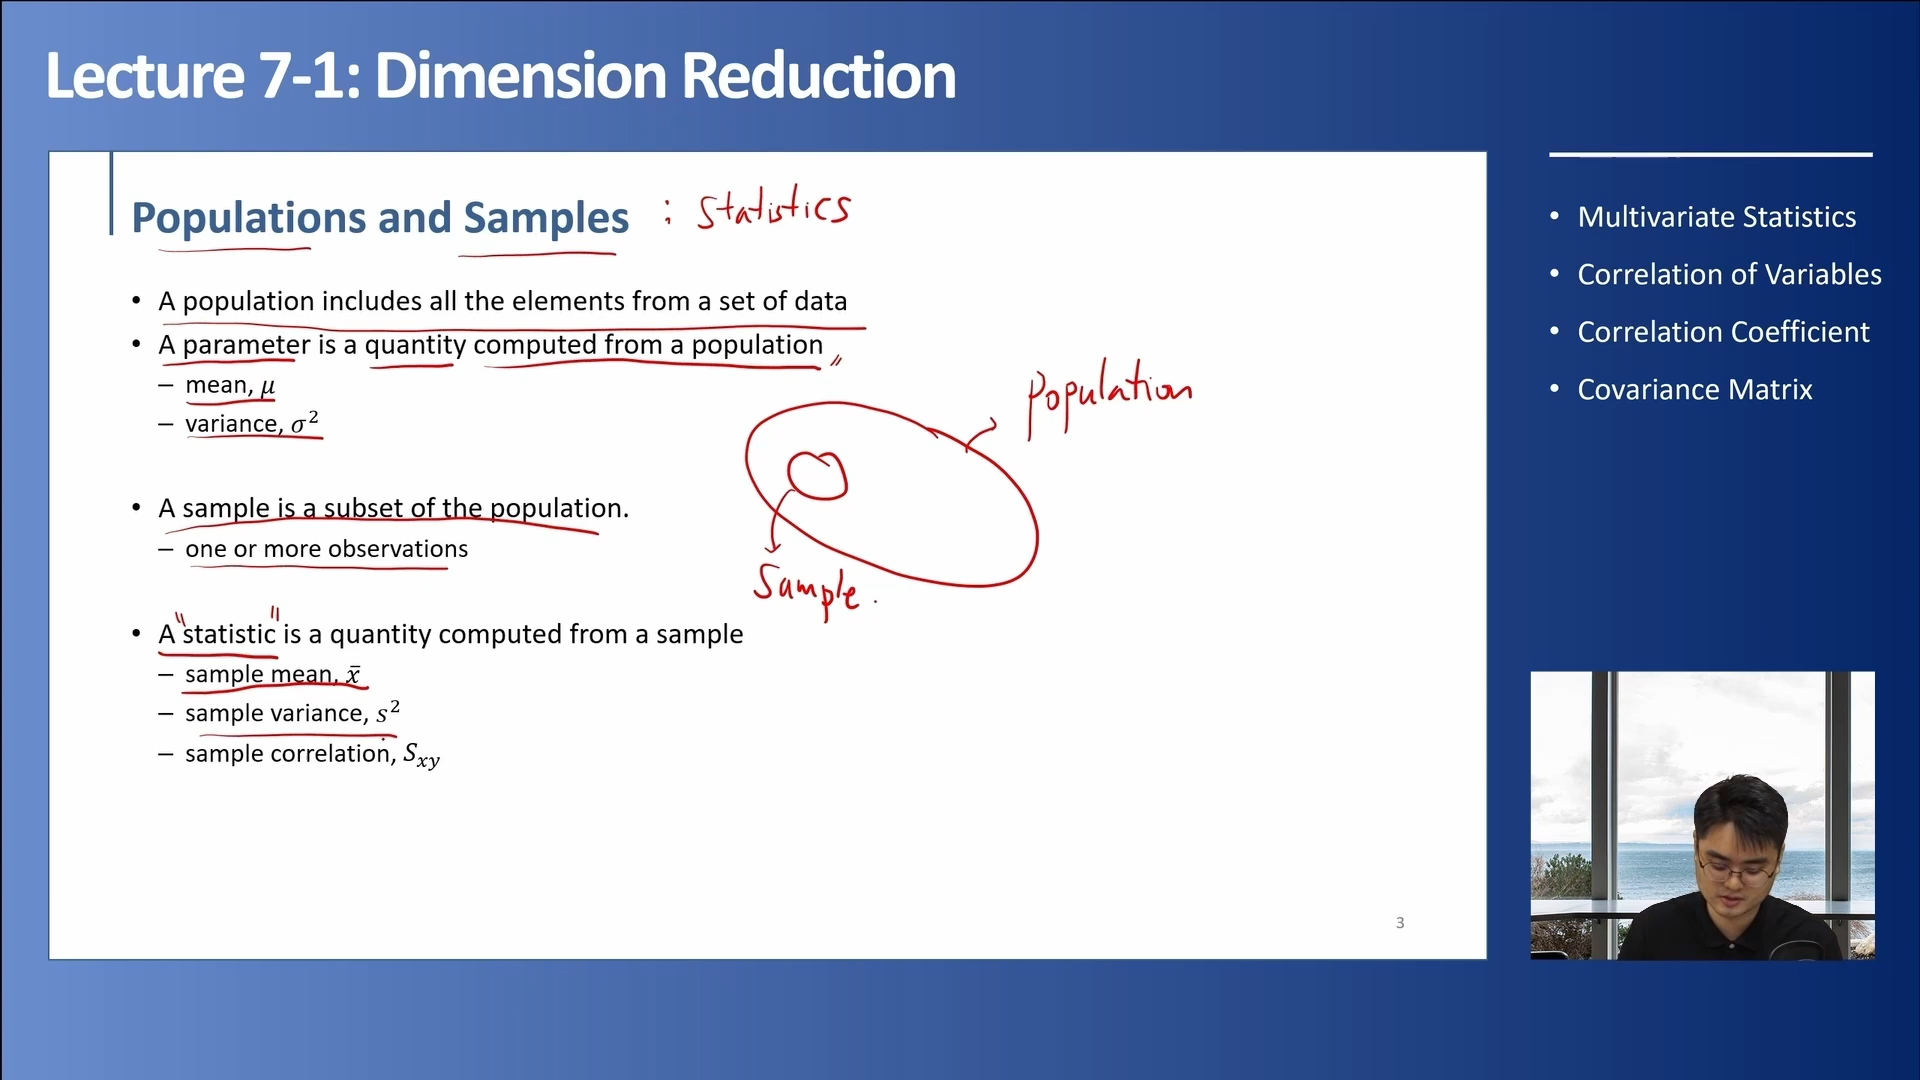 Lecture 7-1: Dimension Reduction
Populations and Samples : Statistics
• A population includes all the elements from a set of data
• A parameter is a quantity computed from a population
– mean, μ
– variance, σ²
Population
• A sample is a subset of the population.
– one or more observations
Sample.
• A "statistic" is a quantity computed from a sample
– sample mean, x̄
– sample variance, s²
– sample correlation, Sxy
3
• Multivariate Statistics
• Correlation of Variables
• Correlation Coefficient
• Covariance Matrix